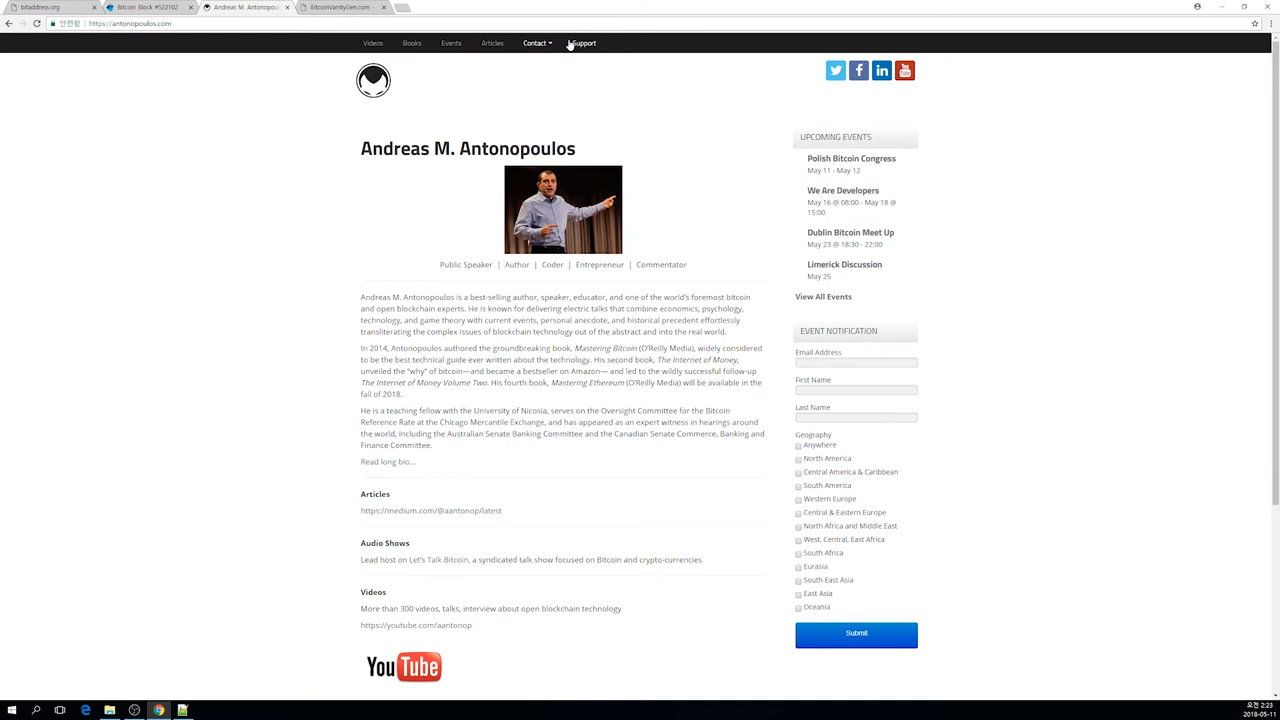 bitaddress.org
Bitcoin Block #522102
Andreas M. Antonopoul
BitcoinVanityGen.com -
안전함
https://antonopoulos.com
Videos
Books
Events
Articles
Contact
Support
Andreas M. Antonopoulos
Public Speaker | Author | Coder | Entrepreneur | Commentator
Andreas M. Antonopoulos is a best-selling author, speaker, educator, and one of the world's foremost bitcoin
and open blockchain experts. He is known for delivering electric talks that combine economics, psychology,
technology, and game theory with current events, personal anecdote, and historical precedent effortlessly
transliterating the complex issues of blockchain technology out of the abstract and into the real world.
In 2014, Antonopoulos authored the groundbreaking book, Mastering Bitcoin (O'Reilly Media), widely considered
to be the best technical guide ever written about the technology. His second book, The Internet of Money,
unveiled the "why" of bitcoin—and became a bestseller on Amazon— and led to the wildly successful follow-up
The Internet of Money Volume Two. His fourth book, Mastering Ethereum (O'Reilly Media) will be available in the
fall of 2018.
He is a teaching fellow with the University of Nicosia, serves on the Oversight Committee for the Bitcoin
Reference Rate at the Chicago Mercantile Exchange, and has appeared as an expert witness in hearings around
the world, including the Australian Senate Banking Committee and the Canadian Senate Commerce, Banking and
Finance Committee.
Read long bio...
Articles
https://medium.com/@aantonop/latest
Audio Shows
Lead host on Let's Talk Bitcoin, a syndicated talk show focused on Bitcoin and crypto-currencies
Videos
More than 300 videos, talks, interview about open blockchain technology
https://youtube.com/aantonop
YouTube
You Tube
UPCOMING EVENTS
Polish Bitcoin Congress
May 11 - May 12
We Are Developers
May 16 @ 08:00 - May 18 @
15:00
Dublin Bitcoin Meet Up
May 23 @ 18:30 - 22:00
Limerick Discussion
May 25
View All Events
EVENT NOTIFICATION
Email Address
First Name
Last Name
Geography
Anywhere
North America
Central America & Caribbean
South America
Western Europe
Central & Eastern Europe
North Africa and Middle East
West, Central, East Africa
South Africa
Eurasia
South East Asia
East Asia
Oceania
Submit
오전 2:23
2018-05-11